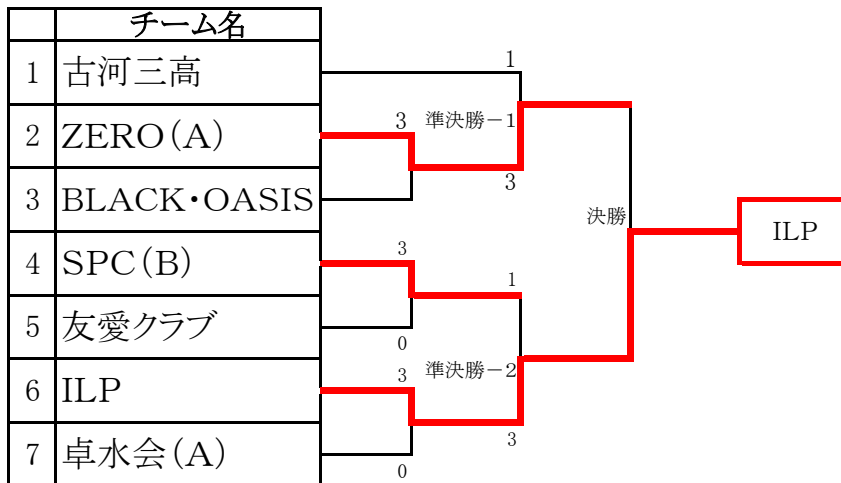 チーム名
1 古河三高
2 ZERO(A)
3 BLACK・OASIS
4 SPC(B)
5 友愛クラブ
6 ILP
7 卓水会(A)
1
3
準決勝－1
3
決勝
ILP
3
1
0
3
準決勝－2
3
0